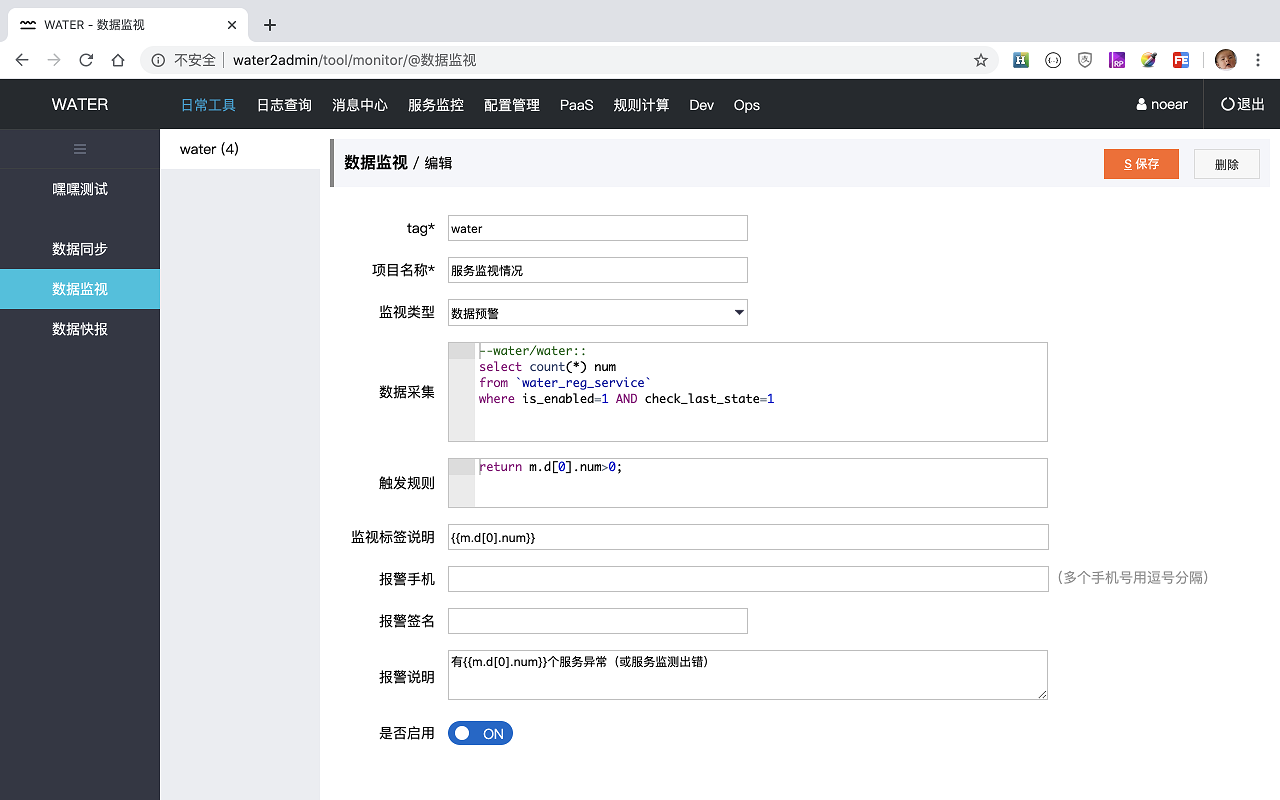 WATER - 数据监视
不安全 water2admin/tool/monitor/@数据监视
WATER 日常工具 日志查询 消息中心 服务监控 配置管理 PaaS 规则计算 Dev Ops noear 退出
嘿嘿测试
数据同步
数据监视
数据快报
water (4)
数据监视 / 编辑 S 保存 删除
tag* water
项目名称* 服务监视情况
监视类型 数据预警
数据采集
--water/water::
select count(*) num
from `water_reg_service`
where is_enabled=1 AND check_last_state=1
触发规则 return m.d[0].num>0;
监视标签说明 {{m.d[0].num}}
报警手机 (多个手机号用逗号分隔)
报警签名
报警说明 有{{m.d[0].num}}个服务异常（或服务监测出错）
是否启用 ON